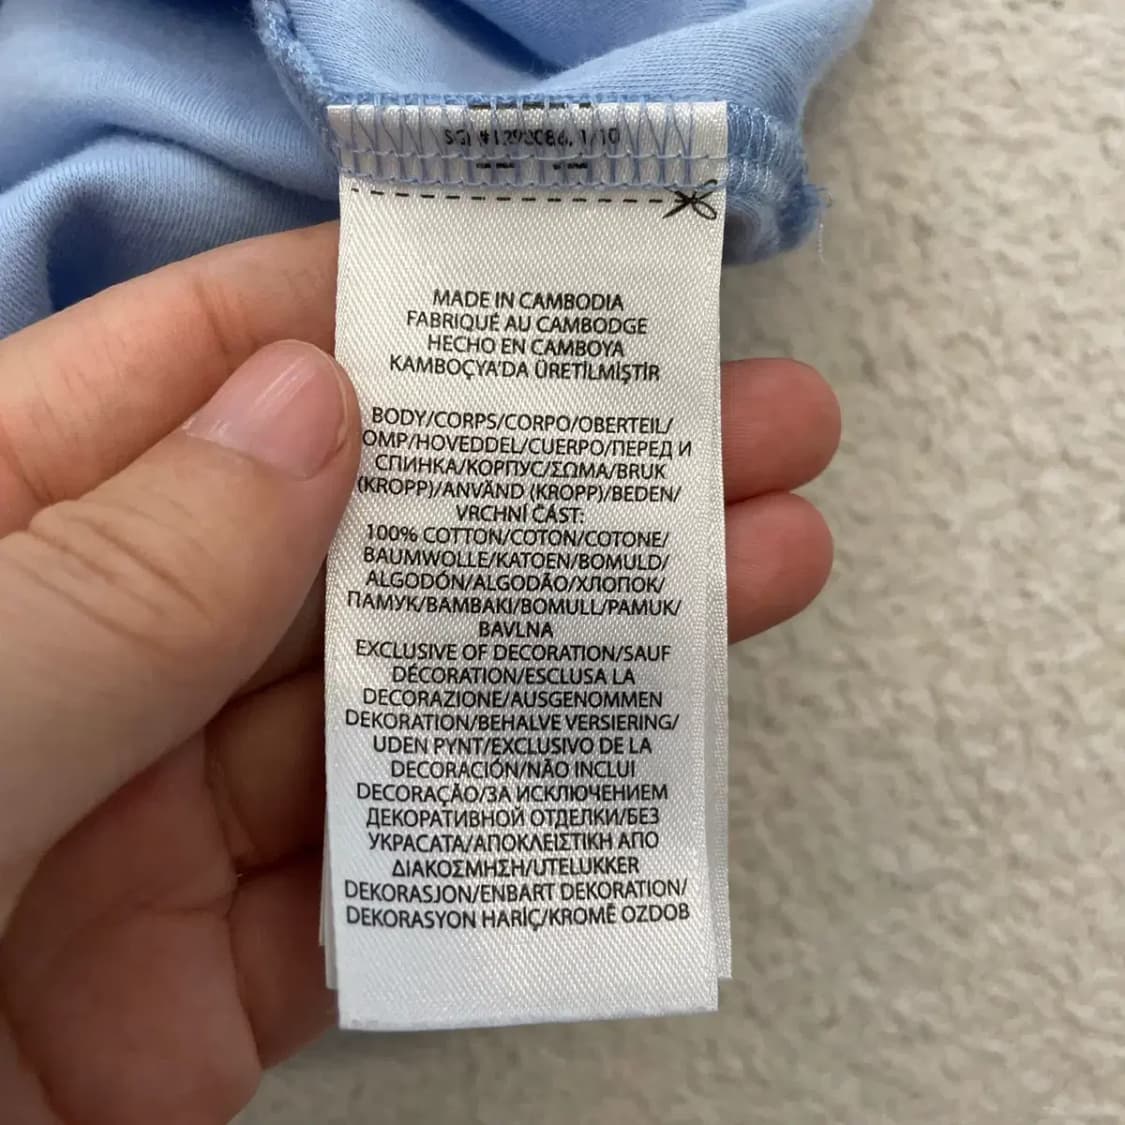 1/10
MADE IN CAMBODIA
FABRIQUÉ AU CAMBODGE
HECHO EN CAMBOYA
KAMBOÇYA'DA ÜRETİLMİŞTİR
BODY/CORPS/CORPO/OBERTEIL/
OMP/HOVEDDEL/CUERPO/ПЕРЕД И
СПИНКА/КОРПУС/ΣΩΜΑ/BRUK
(KROPP)/ANVÄND (KROPP)/BEDEN/
VRCHNÍ ČÁST:
100% COTTON/COTON/COTONE/
BAUMWOLLE/KATOEN/BOMULD/
ALGODÓN/ALGODÃO/ХЛОПОК/
ПАМУК/BAMBAKI/BOMULL/PAMUK/
BAVLNA
EXCLUSIVE OF DECORATION/SAUF
DÉCORATION/ESCLUSA LA
DECORAZIONE/AUSGENOMMEN
DEKORATION/BEHALVE VERSIERING/
UDEN PYNT/EXCLUSIVO DE LA
DECORACIÓN/NÃO INCLUI
DECORAÇÃO/ЗА ИСКЛЮЧЕНИЕМ
ДЕКОРАТИВНОЙ ОТДЕЛКИ/БЕЗ
УКРАСАТА/ΑΠΟΚΛΕΙΣΤΙΚΗ ΑΠΟ
ΔΙΑΚΟΣΜΗΣΗ/UTELUKKER
DEKORASJON/ENBART DEKORATION/
DEKORASYON HARİÇ/KROMĚ OZDOB